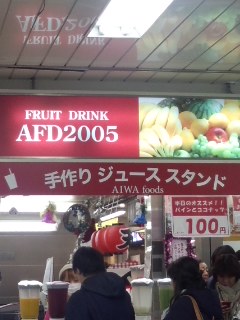 FRUIT DRINK
AFD2005
手作りジューススタンド
AIWA foods
本日のオススメ!!
パインとココナッツ
100円